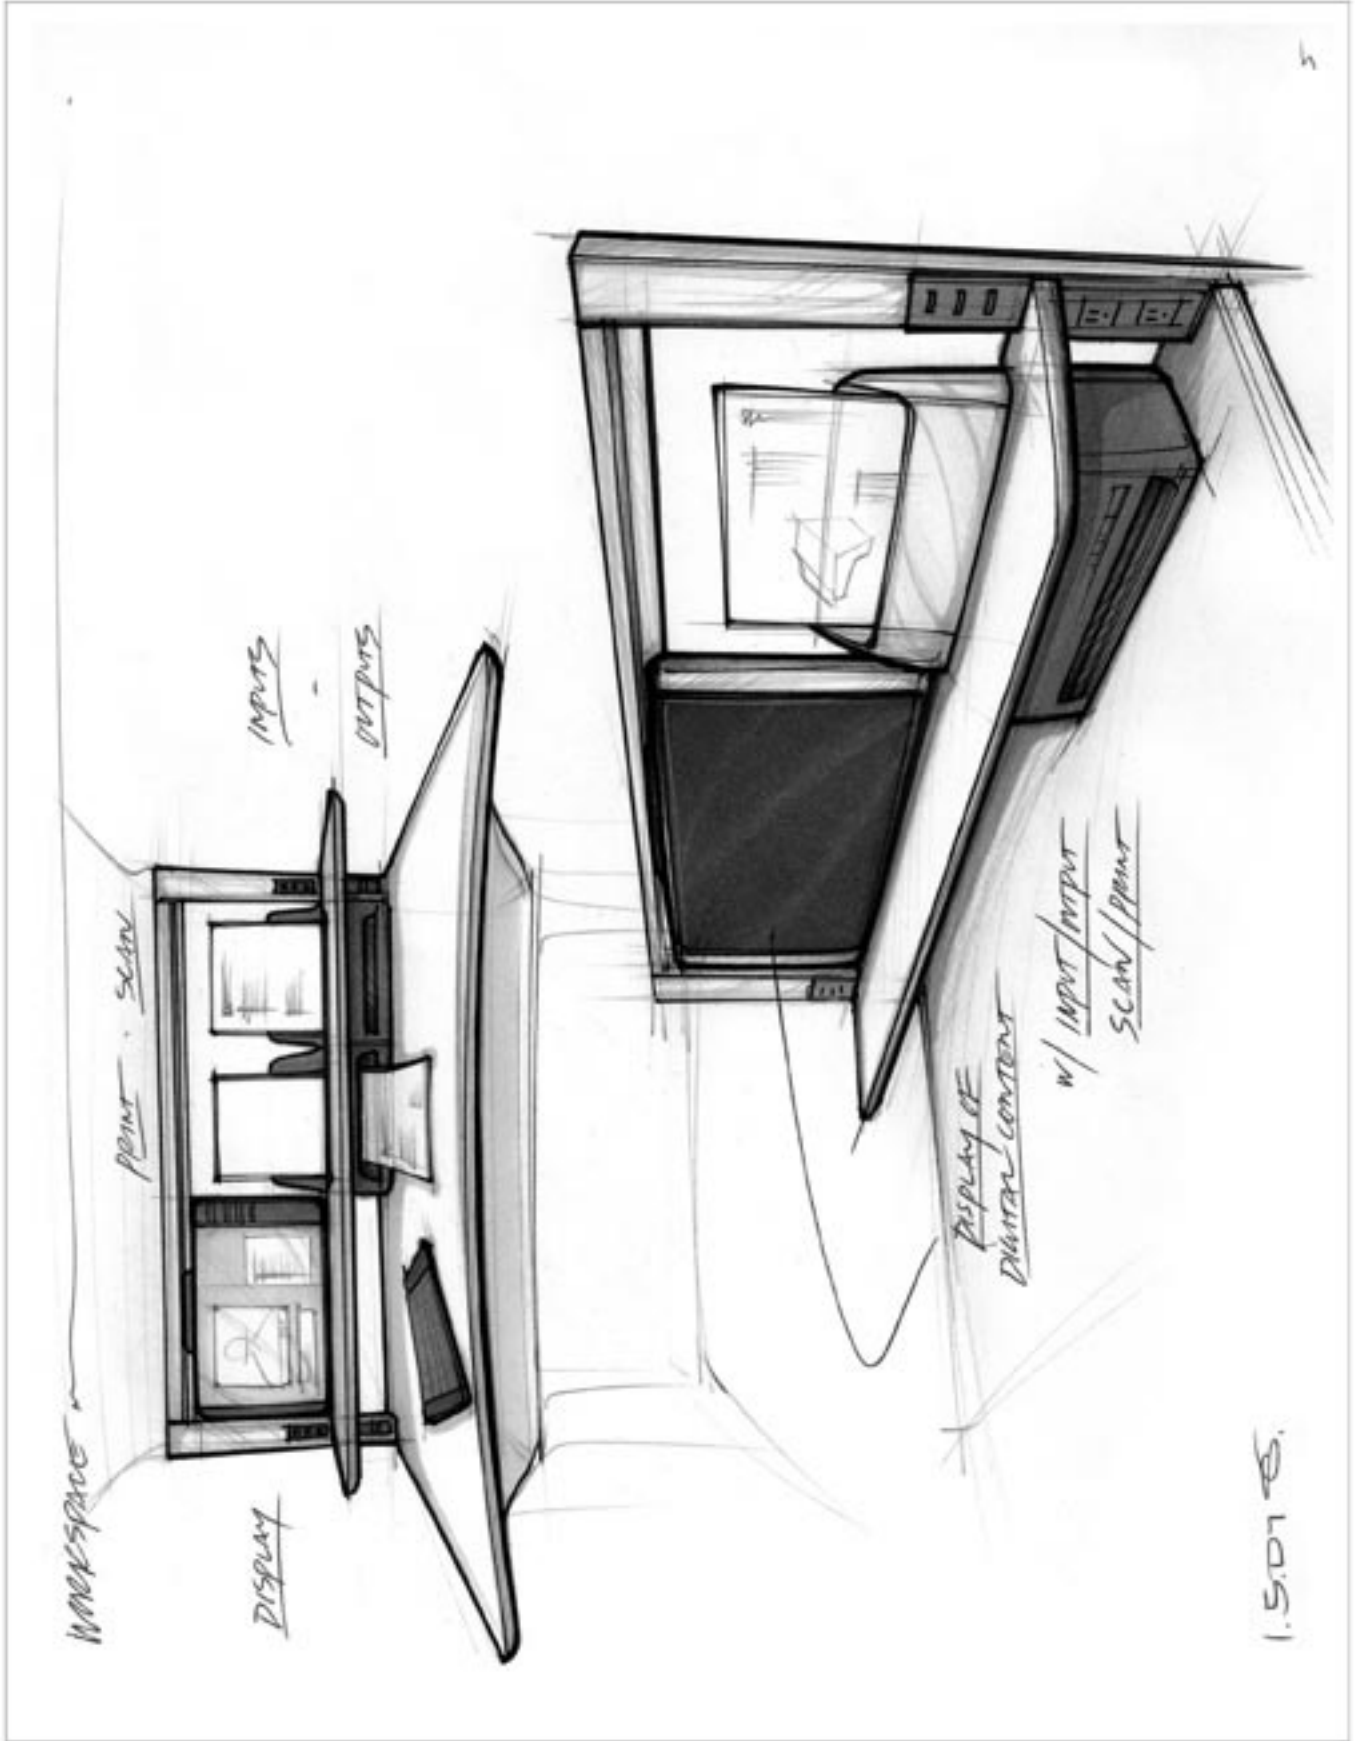 WORKSPACE
PRINT . SCAN
DISPLAY
INPUTS
OUTPUTS
DISPLAY OF
DIGITAL CONTENT
W/ INPUT/OUTPUT
SCAN/PRINT
1.5.07